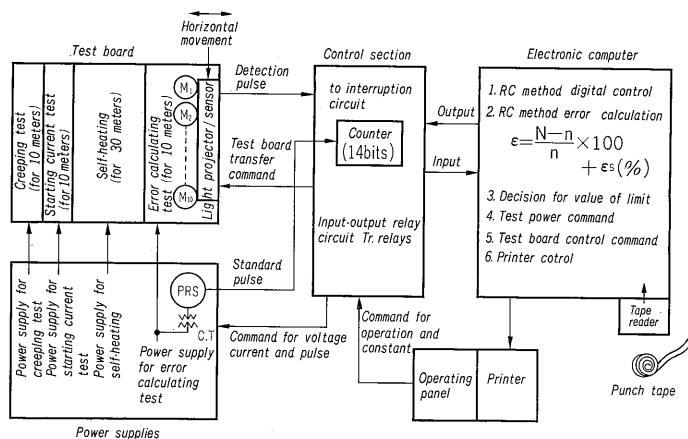 Horizontal
movement
Test board
Creeping test
(for 10 meters)
Starting current test
(for 10 meters)
Self-heating
(for 30 meters)
Error calculating
test (for 10 meters)
M1
M2
M10
Light projector/sensor
Detection
pulse
Test board
transfer
command
Standard
pulse
Control section
to interruption
circuit
Counter
(14bits)
Input-output relay
circuit Tr. relays
Output
Input
Electronic computer
1. RC method digital control
2. RC method error calculation
ε=N-n/n×100
+εs(%)
3. Decision for value of limit
4. Test power command
5. Test board control command
6. Printer cotrol
Tape
reader
Punch tape
Power supply for
creeping test
Power supply for
starting current
test
Power supply for
self-heating
PRS
C.T
Power supply
for error
calculating
test
Power supplies
Command for voltage
current and pulse
Command for
operation and
constant
Operating
panel
Printer